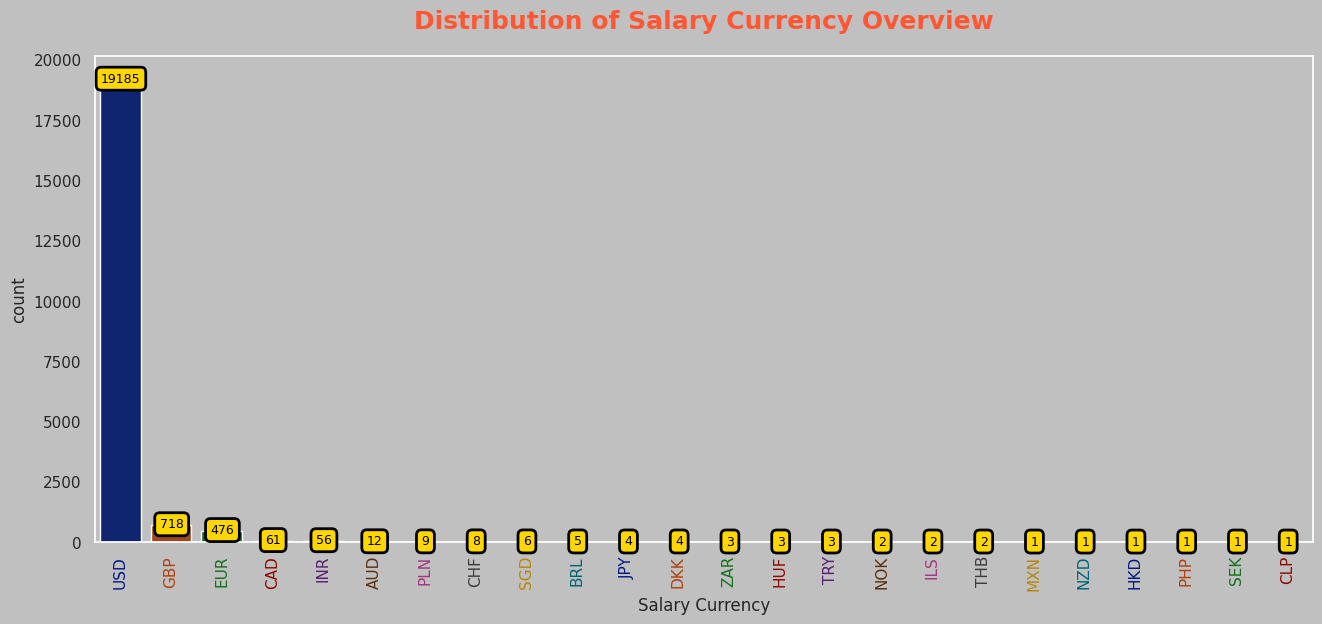 Distribution of Salary Currency Overview
20000
17500
15000
12500
10000
7500
5000
2500
0
count
19185
718
476
61
56
12
9
8
6
5
4
4
3
3
3
2
2
2
1
1
1
1
1
1
USD
GBP
EUR
CAD
INR
AUD
PLN
CHF
SGD
BRL
JPY
DKK
ZAR
HUF
TRY
NOK
ILS
THB
MXN
NZD
HKD
PHP
SEK
CLP
Salary Currency